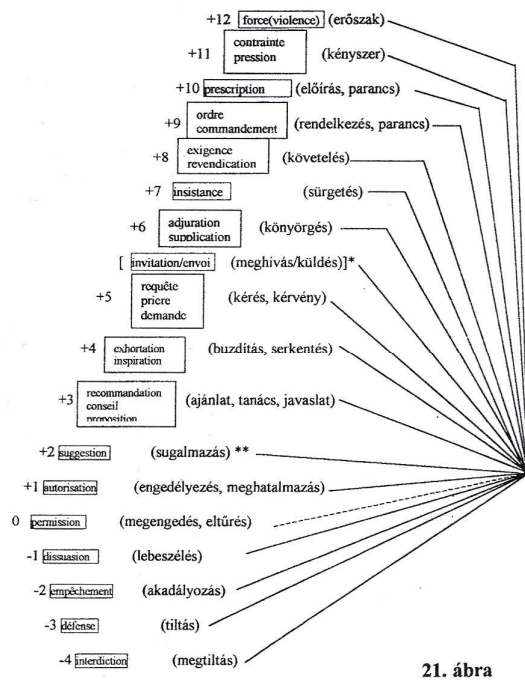 +12 force(violence) (erőszak)
+11 contrainte
pression (kényszer)
+10 prescription (előírás, parancs)
+9 ordre
commandement (rendelkezés, parancs)
+8 exigence
revendication (követelés)
+7 insistance (sürgetés)
+6 adjuration
supplication (könyörgés)
[ invitation/envoi (meghívás/küldés)]*
+5 requête
priere
demande (kérés, kérvény)
+4 exhortation
inspiration (buzdítás, serkentés)
+3 recommandation
conseil
proposition (ajánlat, tanács, javaslat)
+2 suggestion (sugalmazás) **
+1 autorisation (engedélyezés, meghatalmazás)
0 permission (megengedés, eltűrés)
-1 dissuasion (lebeszélés)
-2 empêchement (akadályozás)
-3 défense (tiltás)
-4 interdiction (megtiltás)
21. ábra